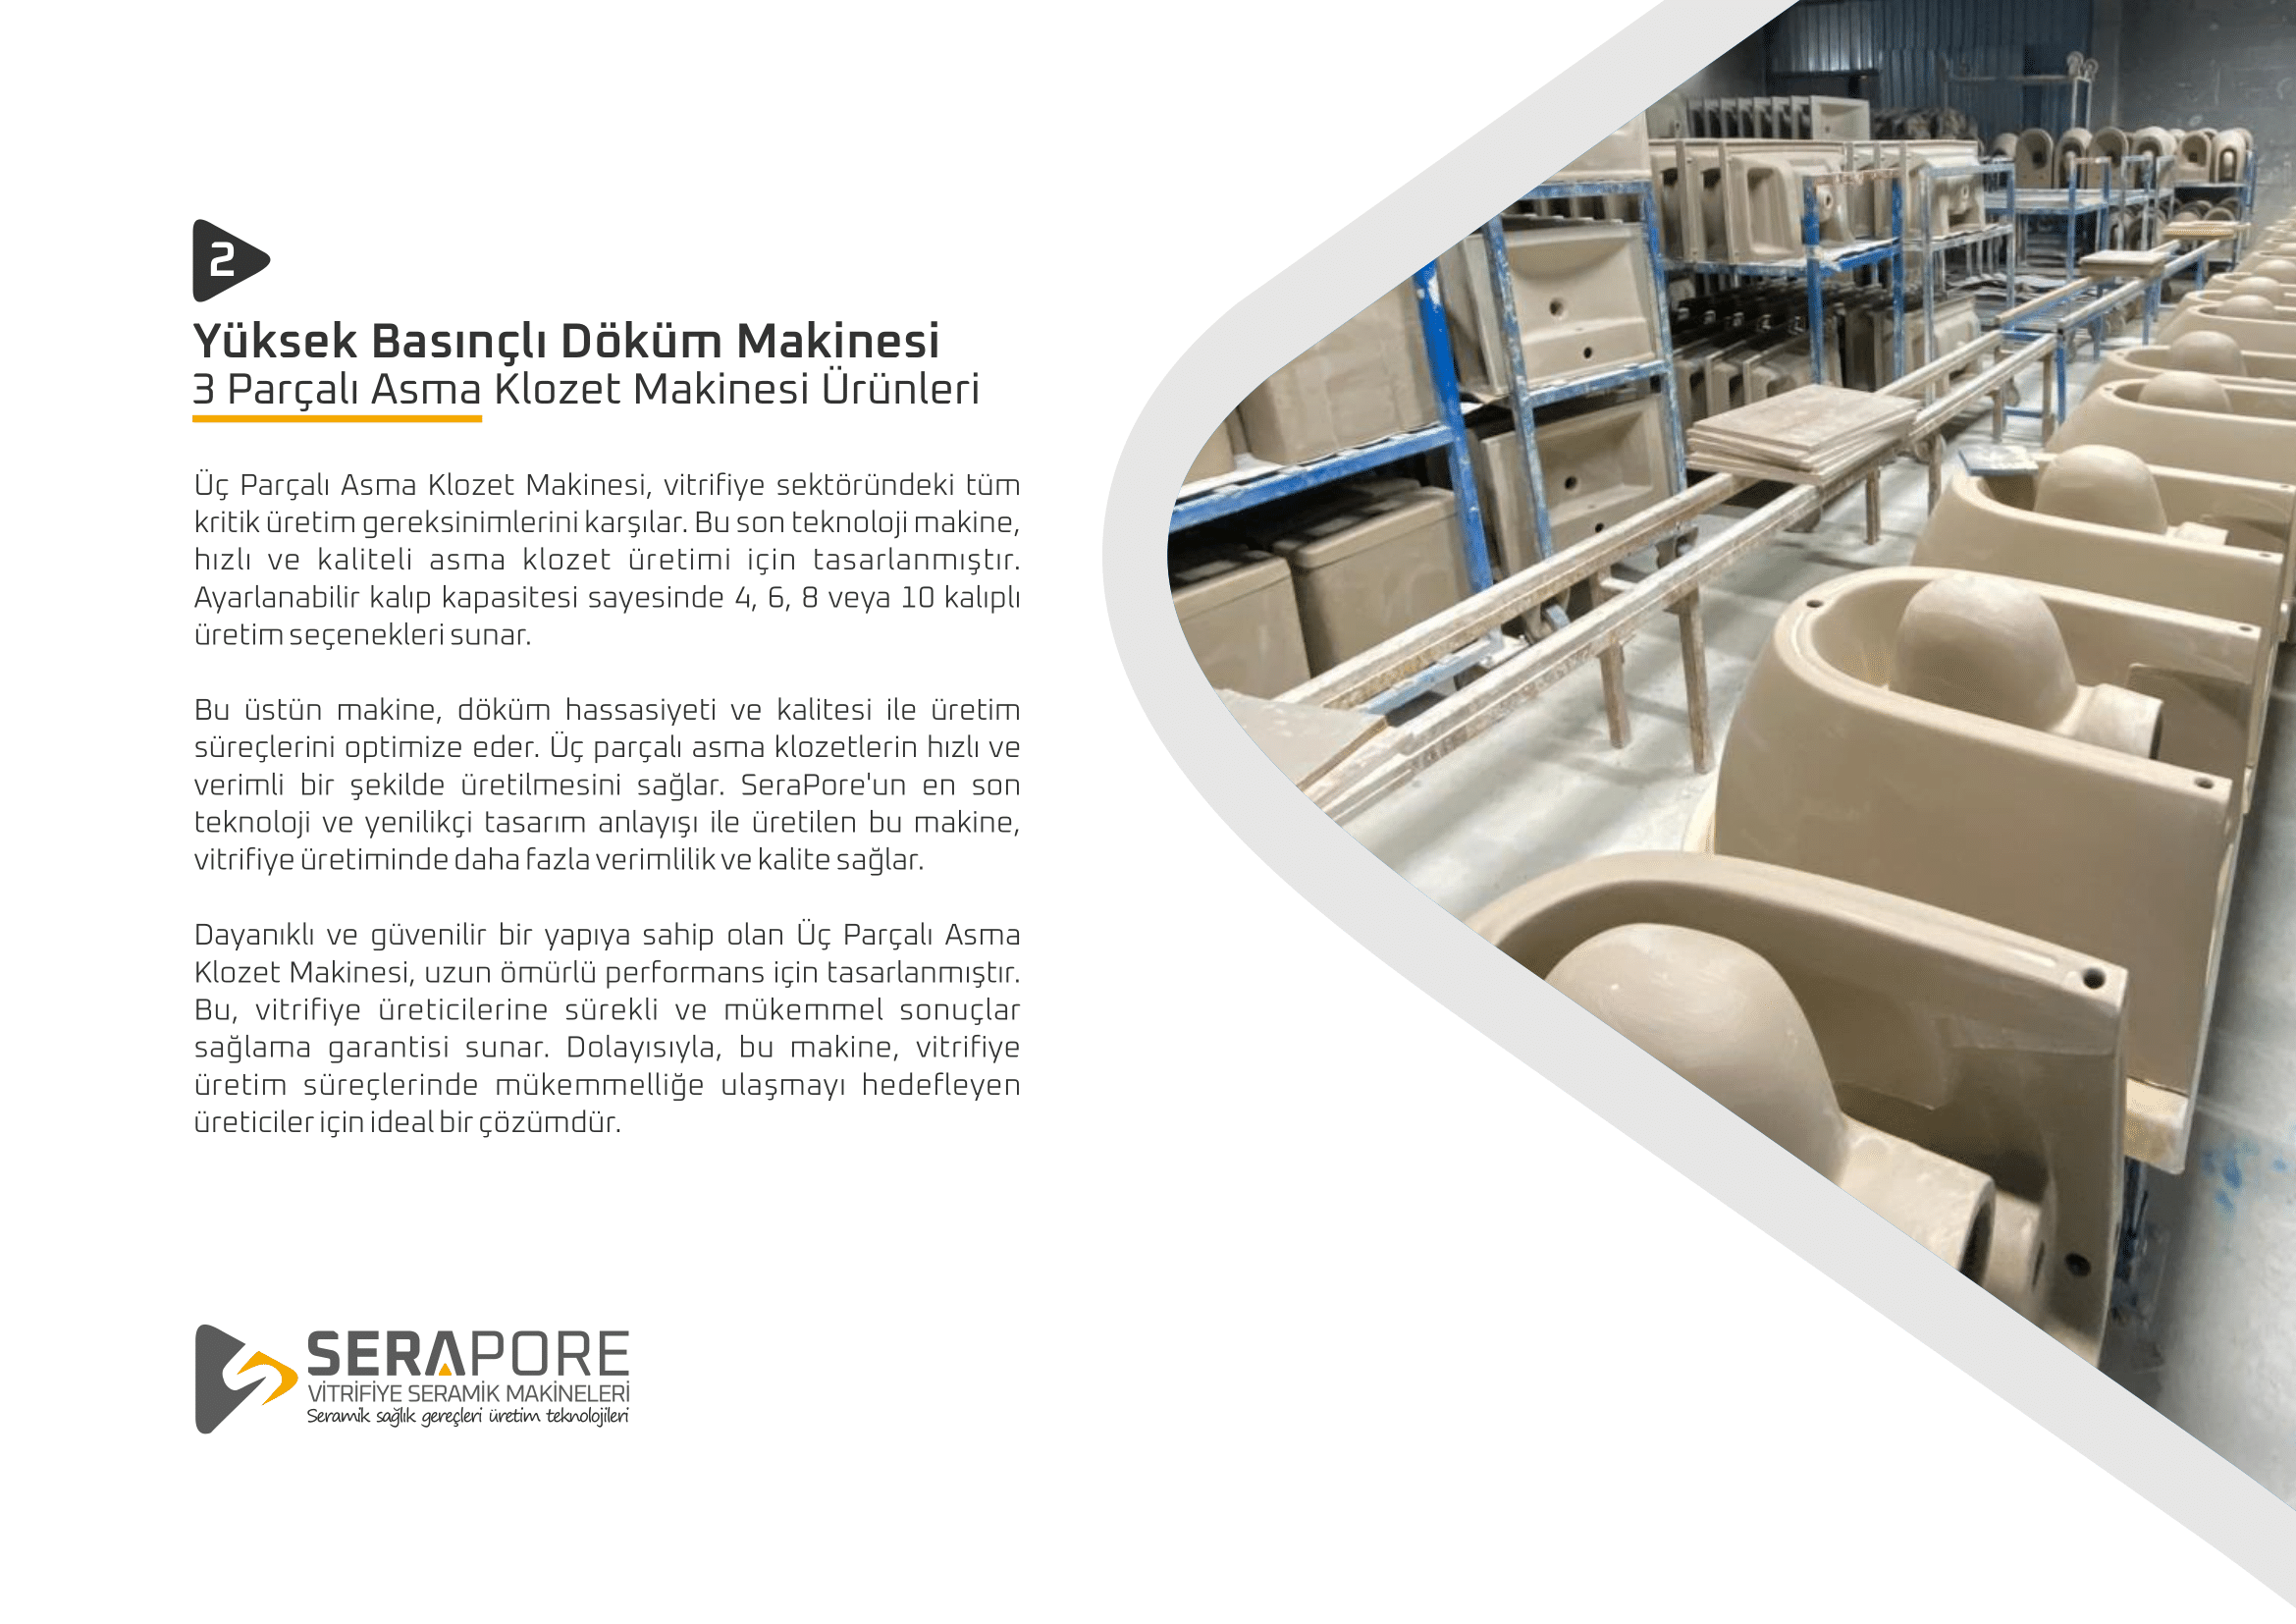 2
Yüksek Basınçlı Döküm Makinesi
3 Parçalı Asma Klozet Makinesi Ürünleri
Üç Parçalı Asma Klozet Makinesi, vitrifiye sektöründeki tüm
kritik üretim gereksinimlerini karşılar. Bu son teknoloji makine,
hızlı ve kaliteli asma klozet üretimi için tasarlanmıştır.
Ayarlanabilir kalıp kapasitesi sayesinde 4, 6, 8 veya 10 kalıplı
üretim seçenekleri sunar.
Bu üstün makine, döküm hassasiyeti ve kalitesi ile üretim
süreçlerini optimize eder. Üç parçalı asma klozetlerin hızlı ve
verimli bir şekilde üretilmesini sağlar. SeraPore'un en son
teknoloji ve yenilikçi tasarım anlayışı ile üretilen bu makine,
vitrifiye üretiminde daha fazla verimlilik ve kalite sağlar.
Dayanıklı ve güvenilir bir yapıya sahip olan Üç Parçalı Asma
Klozet Makinesi, uzun ömürlü performans için tasarlanmıştır.
Bu, vitrifiye üreticilerine sürekli ve mükemmel sonuçlar
sağlama garantisi sunar. Dolayısıyla, bu makine, vitrifiye
üretim süreçlerinde mükemmelliğe ulaşmayı hedefleyen
üreticiler için ideal bir çözümdür.
SERAPORE
VİTRİFİYE SERAMİK MAKİNELERİ
Seramik sağlık gereçleri üretim teknolojileri